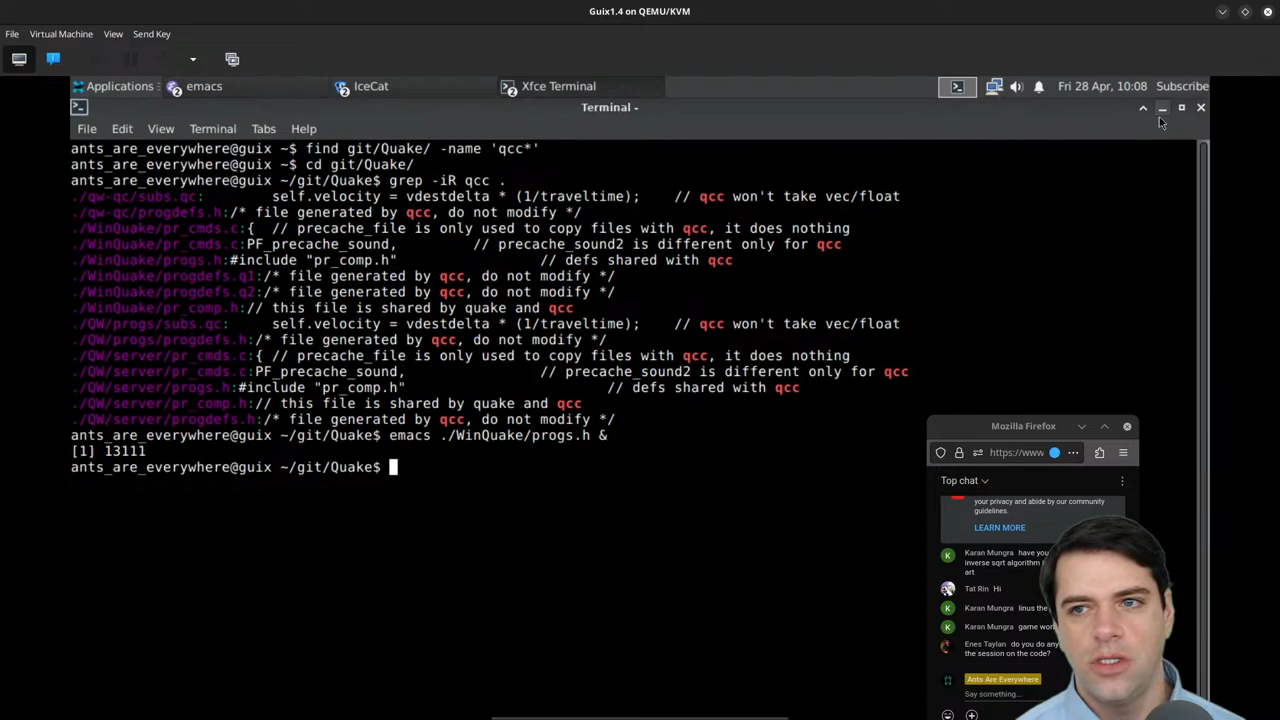 Guix1.4 on QEMU/KVM
File Virtual Machine View Send Key
Applications emacs IceCat Xfce Terminal Fri 28 Apr, 10:08 Subscribe
2 2 2
Terminal -
File Edit View Terminal Tabs Help
ants_are_everywhere@guix ~$ find git/Quake/ -name 'qcc*'
ants_are_everywhere@guix ~$ cd git/Quake/
ants_are_everywhere@guix ~/git/Quake$ grep -iR qcc .
./qw-qc/subs.qc: self.velocity = vdestdelta * (1/traveltime); // qcc won't take vec/float
./qw-qc/progdefs.h:/* file generated by qcc, do not modify */
./WinQuake/pr_cmds.c:{ // precache_file is only used to copy files with qcc, it does nothing
./WinQuake/pr_cmds.c:PF_precache_sound, // precache_sound2 is different only for qcc
./WinQuake/progs.h:#include "pr_comp.h" // defs shared with qcc
./WinQuake/progdefs.q1:/* file generated by qcc, do not modify */
./WinQuake/progdefs.q2:/* file generated by qcc, do not modify */
./WinQuake/pr_comp.h:// this file is shared by quake and qcc
./QW/progs/subs.qc: self.velocity = vdestdelta * (1/traveltime); // qcc won't take vec/float
./QW/progs/progdefs.h:/* file generated by qcc, do not modify */
./QW/server/pr_cmds.c:{ // precache_file is only used to copy files with qcc, it does nothing
./QW/server/pr_cmds.c:PF_precache_sound, // precache_sound2 is different only for qcc
./QW/server/progs.h:#include "pr_comp.h" // defs shared with qcc
./QW/server/pr_comp.h:// this file is shared by quake and qcc
./QW/server/progdefs.h:/* file generated by qcc, do not modify */
ants_are_everywhere@guix ~/git/Quake$ emacs ./WinQuake/progs.h &
[1] 13111
ants_are_everywhere@guix ~/git/Quake$
Mozilla Firefox
https://www
Top chat
your privacy and abide by our community
guidelines.
LEARN MORE
K Karan Mungra have you
inverse sqrt algorithm
art
Tat Rin Hi
K Karan Mungra linus the
K Karan Mungra game
Enes Taylan do you do any
the session on the code?
Ants Are Everywhere
Say something...